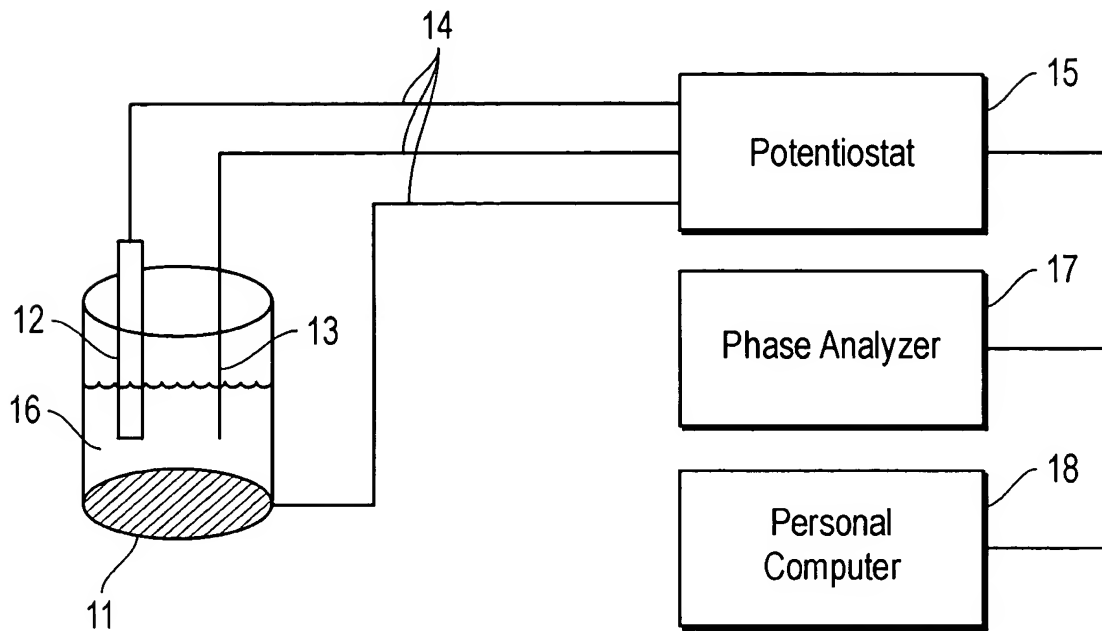 14
15
Potentiostat
17
12
13
Phase Analyzer
16
18
Personal
Computer
11